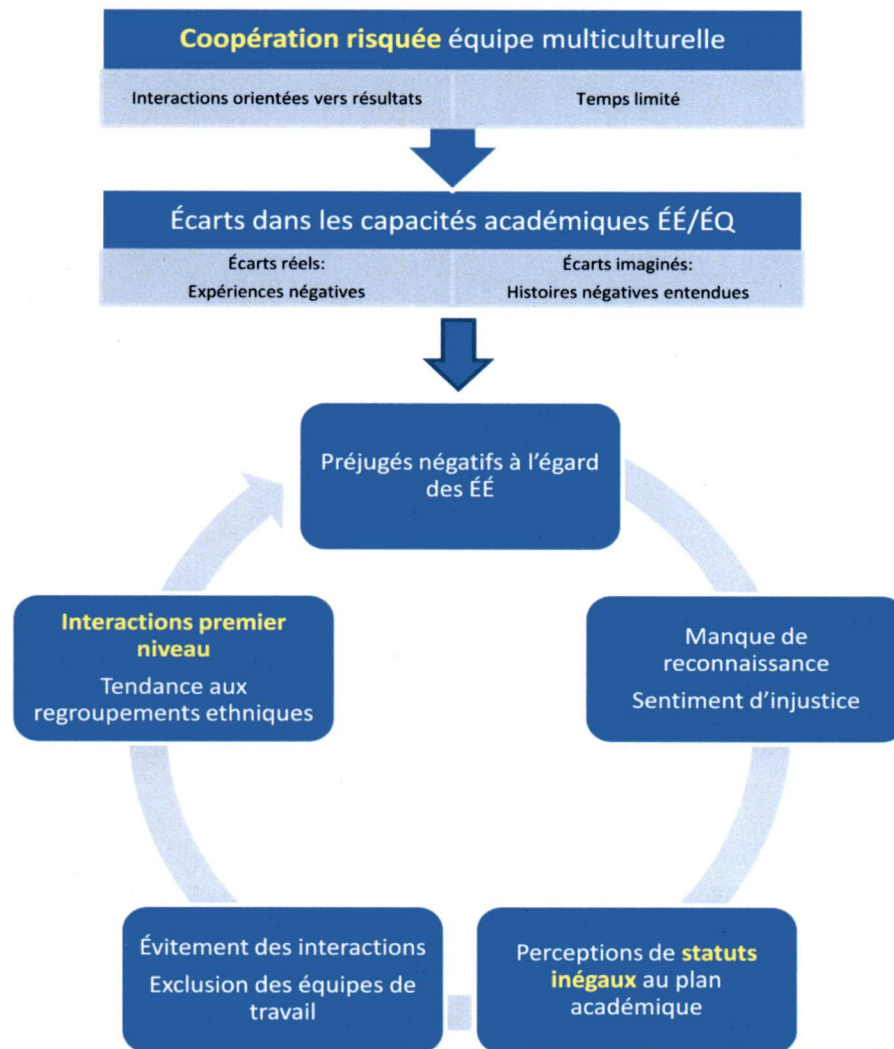 Coopération risquée équipe multiculturelle
Interactions orientées vers résultats
Temps limité
Écarts dans les capacités académiques ÉÉ/ÉQ
Écarts réels:
Expériences négatives
Écarts imaginés:
Histoires négatives entendues
Préjugés négatifs à l'égard
des ÉÉ
Manque de
reconnaissance
Sentiment d'injustice
Perceptions de statuts
inégaux au plan
académique
Évitement des interactions
Exclusion des équipes de
travail
Interactions premier
niveau
Tendance aux
regroupements ethniques